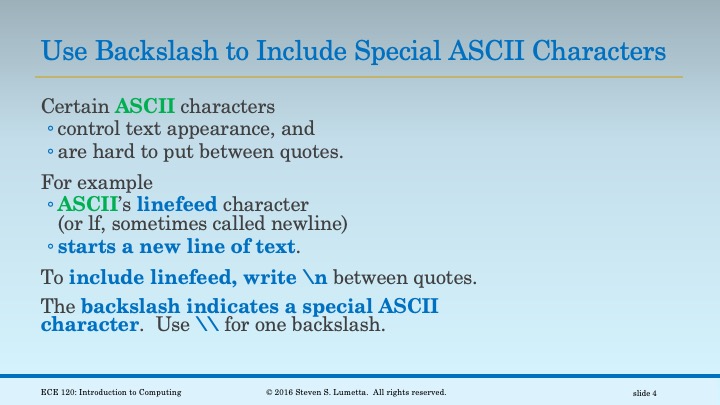 Use Backslash to Include Special ASCII Characters
Certain ASCII characters
◦control text appearance, and
◦are hard to put between quotes.
For example
◦ASCII's linefeed character
(or lf, sometimes called newline)
◦starts a new line of text.
To include linefeed, write \n between quotes.
The backslash indicates a special ASCII
character.  Use \\ for one backslash.
ECE 120: Introduction to Computing
© 2016 Steven S. Lumetta.  All rights reserved.
slide 4